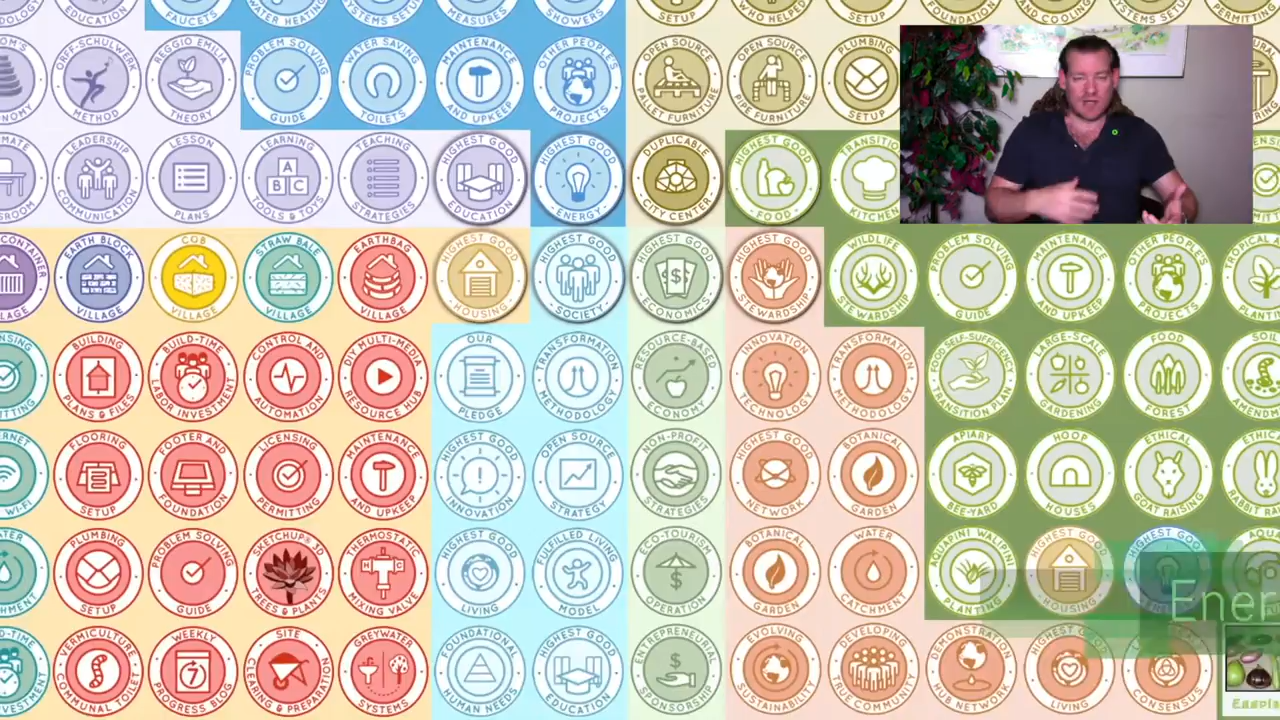 FAUCETS
WATER HEATING
SYSTEMS SETUP
MEASURES
SHOWERS
SETUP
WHO HELPED
SETUP
FOUNDATION
AND COOLING
SYSTEMS SETUP
PERMITTING
ORFF-SCHULWERK METHOD
REGGIO EMILIA THEORY
PROBLEM SOLVING GUIDE
WATER SAVING TOILETS
MAINTENANCE AND UPKEEP
OTHER PEOPLE'S PROJECTS
OPEN SOURCE PALLET FURNITURE
OPEN SOURCE PIPE FURNITURE
PLUMBING SETUP
LEADERSHIP COMMUNICATION
LESSON PLANS
LEARNING TOOLS & TOYS
A B C
TEACHING STRATEGIES
HIGHEST GOOD EDUCATION
HIGHEST GOOD ENERGY
DUPLICABLE CITY CENTER
HIGHEST GOOD FOOD
TRANSITION KITCHEN
CONTAINER
EARTH BLOCK VILLAGE
COB VILLAGE
STRAW BALE VILLAGE
EARTHBAG VILLAGE
HIGHEST GOOD HOUSING
HIGHEST GOOD SOCIETY
HIGHEST GOOD ECONOMICS
HIGHEST GOOD STEWARDSHIP
WILDLIFE STEWARDSHIP
PROBLEM SOLVING GUIDE
MAINTENANCE AND UPKEEP
OTHER PEOPLE'S PROJECTS
BUILDING PLANS & FILES
BUILD-TIME LABOR INVESTMENT
CONTROL AND AUTOMATION
DIY MULTI-MEDIA RESOURCE HUB
OUR PLEDGE
TRANSFORMATION METHODOLOGY
RESOURCE-BASED ECONOMY
INNOVATION TECHNOLOGY
TRANSFORMATION METHODOLOGY
FOOD SELF-SUFFICIENCY TRANSITION PLAN
LARGE-SCALE GARDENING
FOOD FOREST
SOIL
WI-FI
FLOORING SETUP
FOOTER AND FOUNDATION
LICENSING PERMITTING
MAINTENANCE AND UPKEEP
HIGHEST GOOD INNOVATION
OPEN SOURCE STRATEGY
NON-PROFIT STRATEGIES
HIGHEST GOOD NETWORK
BOTANICAL GARDEN
APIARY BEE-YARD
HOOP HOUSES
ETHICAL GOAT RAISING
PLUMBING SETUP
PROBLEM SOLVING GUIDE
SKETCHUP® 3D TREES & PLANTS
THERMOSTATIC MIXING VALVE
H C
HIGHEST GOOD LIVING
FULFILLED LIVING MODEL
ECO-TOURISM OPERATION
BOTANICAL GARDEN
WATER CATCHMENT
AQUAPINI WALIPINI PLANTING
HIGHEST GOOD HOUSING
HIGHEST GOOD
Ener
VERMICULTURE COMMUNAL TOILET
WEEKLY PROGRESS BLOG
7
SITE CLEARING & PREPARATION
GREYWATER SYSTEMS
FOUNDATIONAL HUMAN NEEDS
HIGHEST GOOD EDUCATION
ENTREPRENEURIAL SPONSORSHIP
EVOLVING SUSTAINABILITY
DEVELOPING TRUE COMMUNITY
DEMONSTRATION HUB NETWORK
HIGHEST GOOD LIVING
CONSENSUS